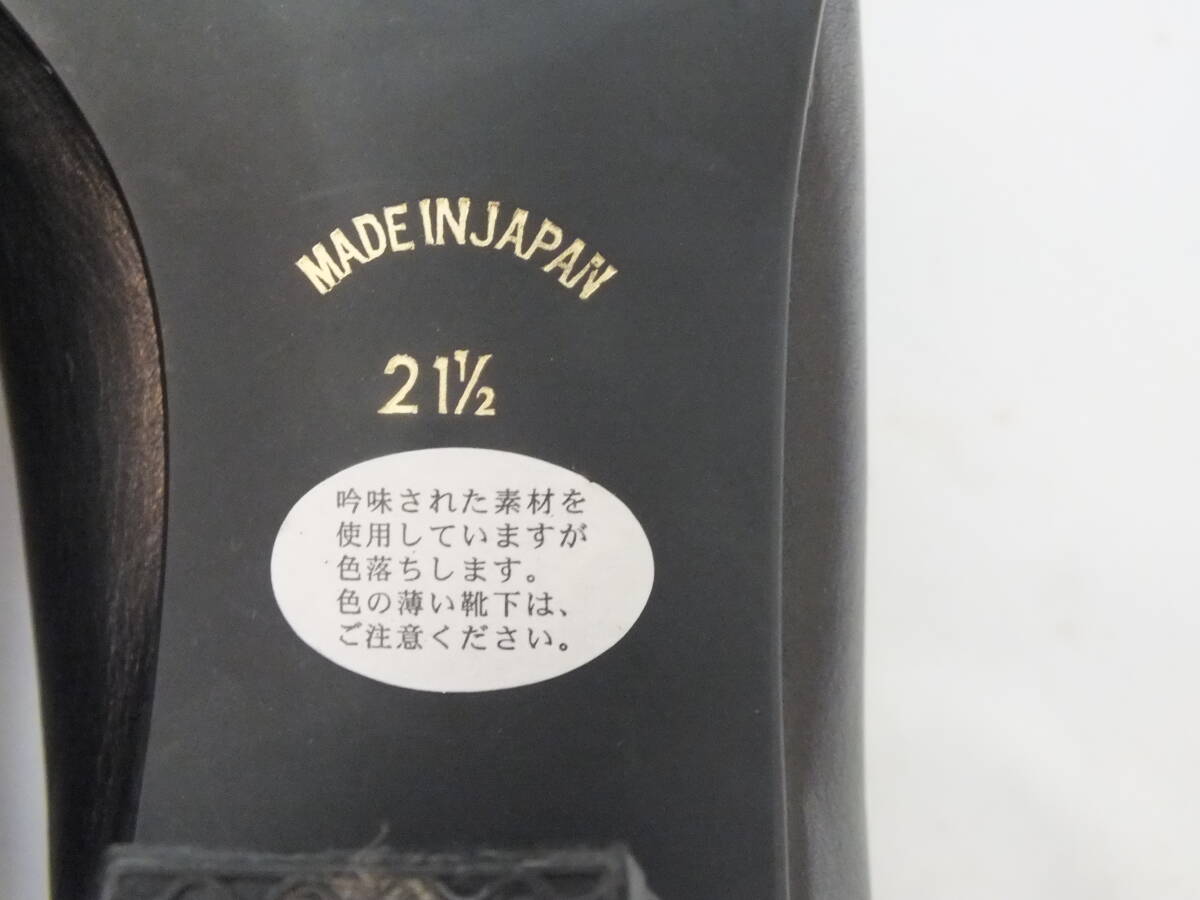 MADE IN JAPAN
21½
吟味された素材を
使用していますが
色落ちします。
色の薄い靴下は、
ご注意ください。